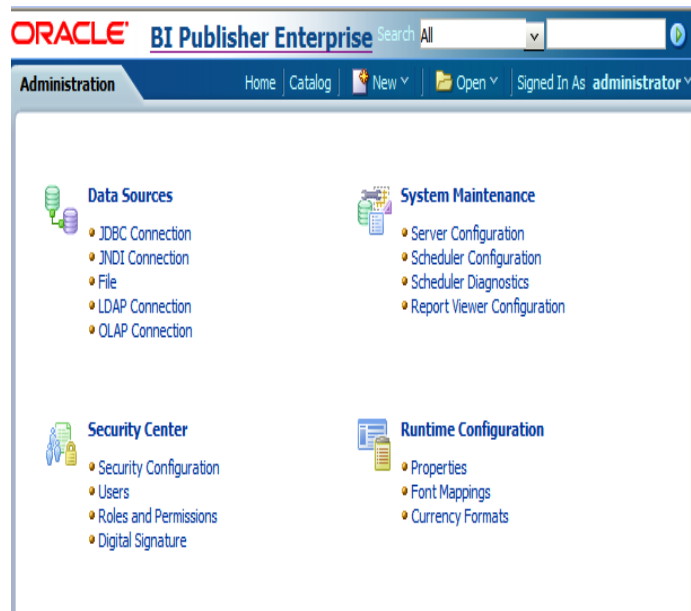 ORACLE BI Publisher Enterprise Search All
Administration Home Catalog New Open Signed In As administrator
Data Sources
JDBC Connection
JNDI Connection
File
LDAP Connection
OLAP Connection
System Maintenance
Server Configuration
Scheduler Configuration
Scheduler Diagnostics
Report Viewer Configuration
Security Center
Security Configuration
Users
Roles and Permissions
Digital Signature
Runtime Configuration
Properties
Font Mappings
Currency Formats